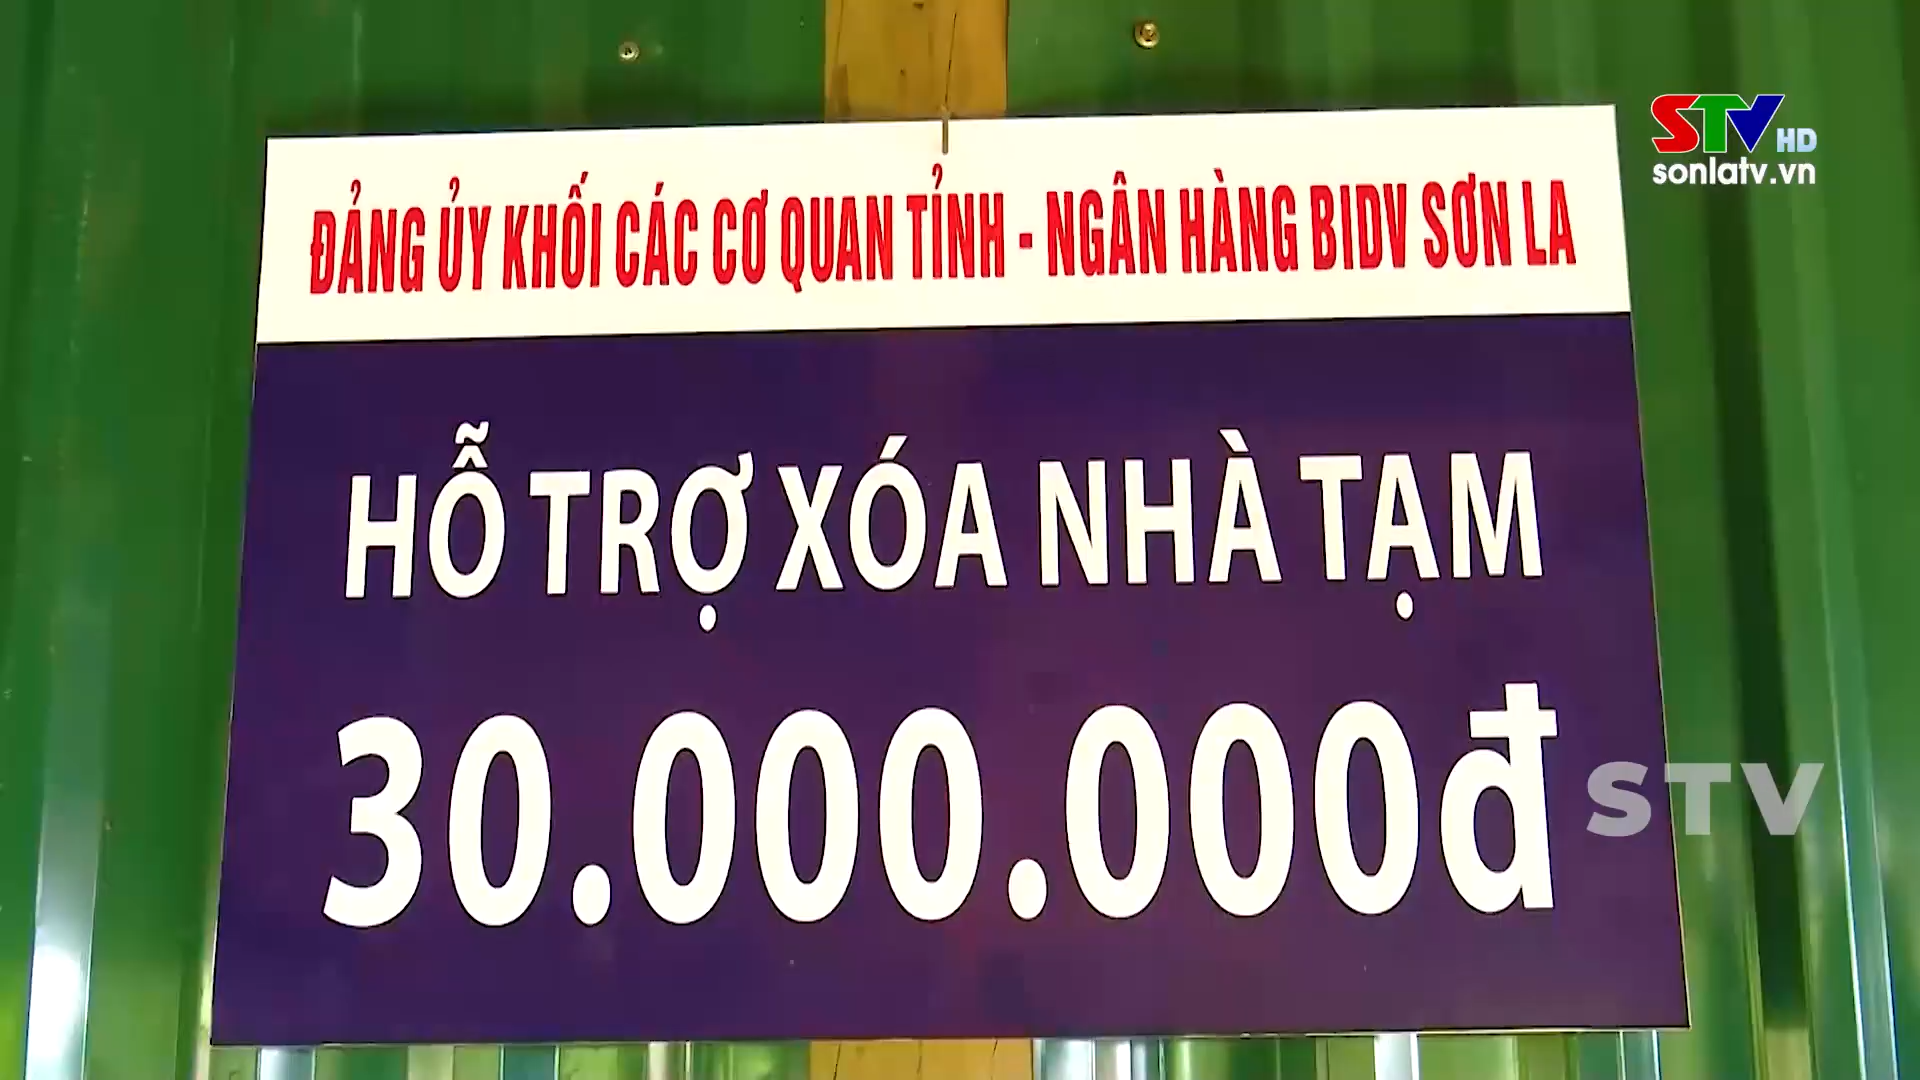 STV HD
sonlatv.vn
ĐẢNG ỦY KHỐI CÁC CƠ QUAN TỈNH - NGÂN HÀNG BIDV SƠN LA
HỖ TRỢ XÓA NHÀ TẠM
30.000.000đ
STV